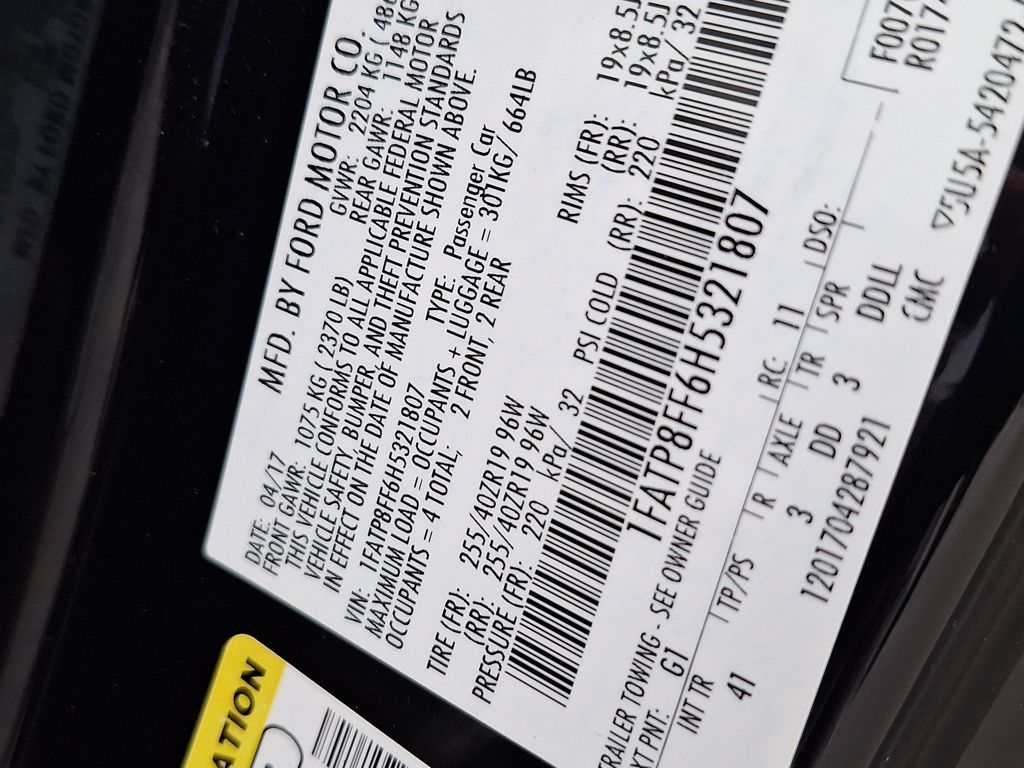 MFD. BY FORD MOTOR CO.
DATE: 04/17 GVWR: 2204 KG (
FRONT GAWR: 1075 KG ( 2370 LB) REAR GAWR: 1148 KG
THIS VEHICLE CONFORMS TO ALL APPLICABLE FEDERAL MOTOR
VEHICLE SAFETY, BUMPER, AND THEFT PREVENTION STANDARDS
IN EFFECT ON THE DATE OF MANUFACTURE SHOWN ABOVE.
VIN: 1FATP8FF6H5321807 TYPE: Passenger Car
MAXIMUM LOAD = OCCUPANTS + LUGGAGE = 301KG/664LB
OCCUPANTS = 4 TOTAL; 2 FRONT, 2 REAR
TIRE (FR): 255/40ZR19 96W RIMS (FR): 19x8.5J
(RR): 255/40ZR19 96W (RR): 19x8.5J
PRESSURE (FR): 220 kPa/ 32 PSI COLD (RR): 220 kPa/ 32
1FATP8FF6H5321807
TRAILER TOWING - SEE OWNER GUIDE
XT PNT: G1 RC: 11 DSO:
INT TR TP/PS R AXLE TR SPR
41 3 DD 3 DDLL
1201704287921 CMC
F007
R0177
▽5U5A-5420472
ATION